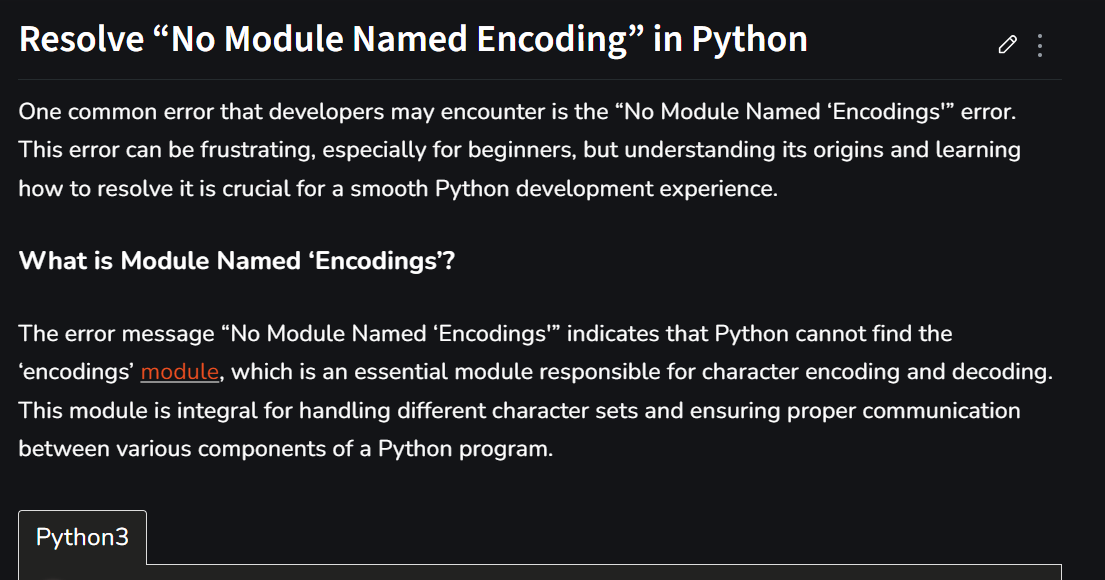 Resolve “No Module Named Encoding” in Python
One common error that developers may encounter is the “No Module Named ‘Encodings'” error.
This error can be frustrating, especially for beginners, but understanding its origins and learning
how to resolve it is crucial for a smooth Python development experience.
What is Module Named ‘Encodings’?
The error message “No Module Named ‘Encodings'” indicates that Python cannot find the
‘encodings’ module, which is an essential module responsible for character encoding and decoding.
This module is integral for handling different character sets and ensuring proper communication
between various components of a Python program.
Python3